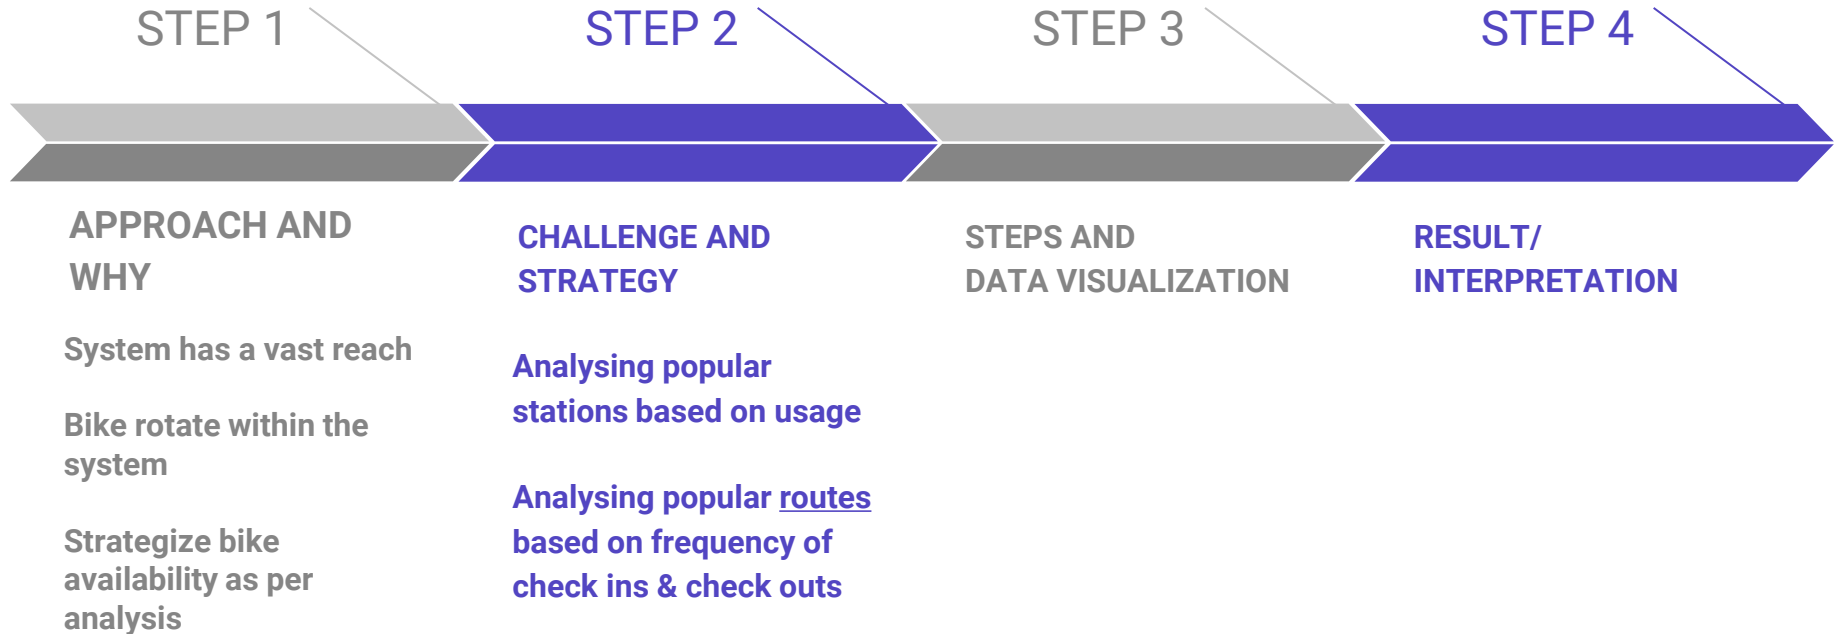 STEP 1
STEP 2
STEP 3
STEP 4
APPROACH AND
WHY
System has a vast reach
Bike rotate within the
system
Strategize bike
availability as per
analysis
CHALLENGE AND
STRATEGY
Analysing popular
stations based on usage
Analysing popular routes
based on frequency of
check ins & check outs
STEPS AND
DATA VISUALIZATION
RESULT/
INTERPRETATION